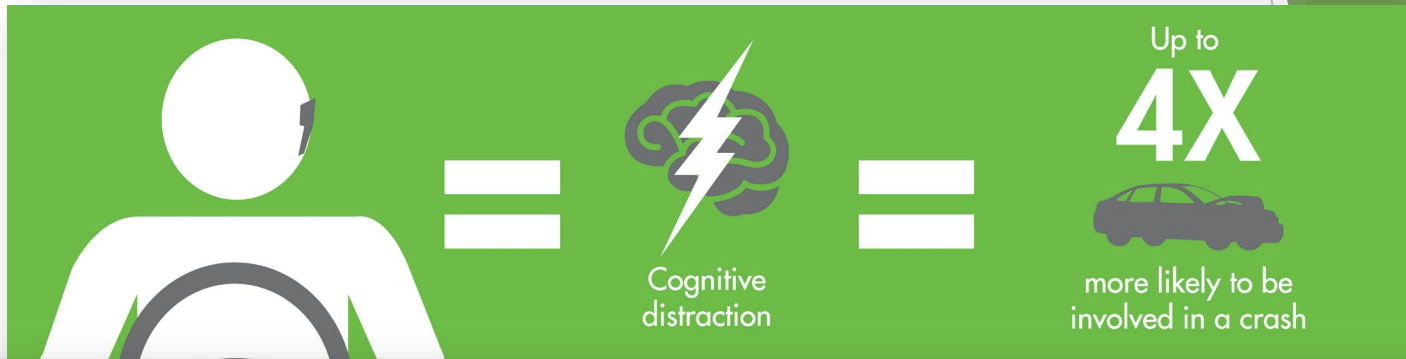 Cognitive
distraction
Up to
4X
more likely to be
involved in a crash